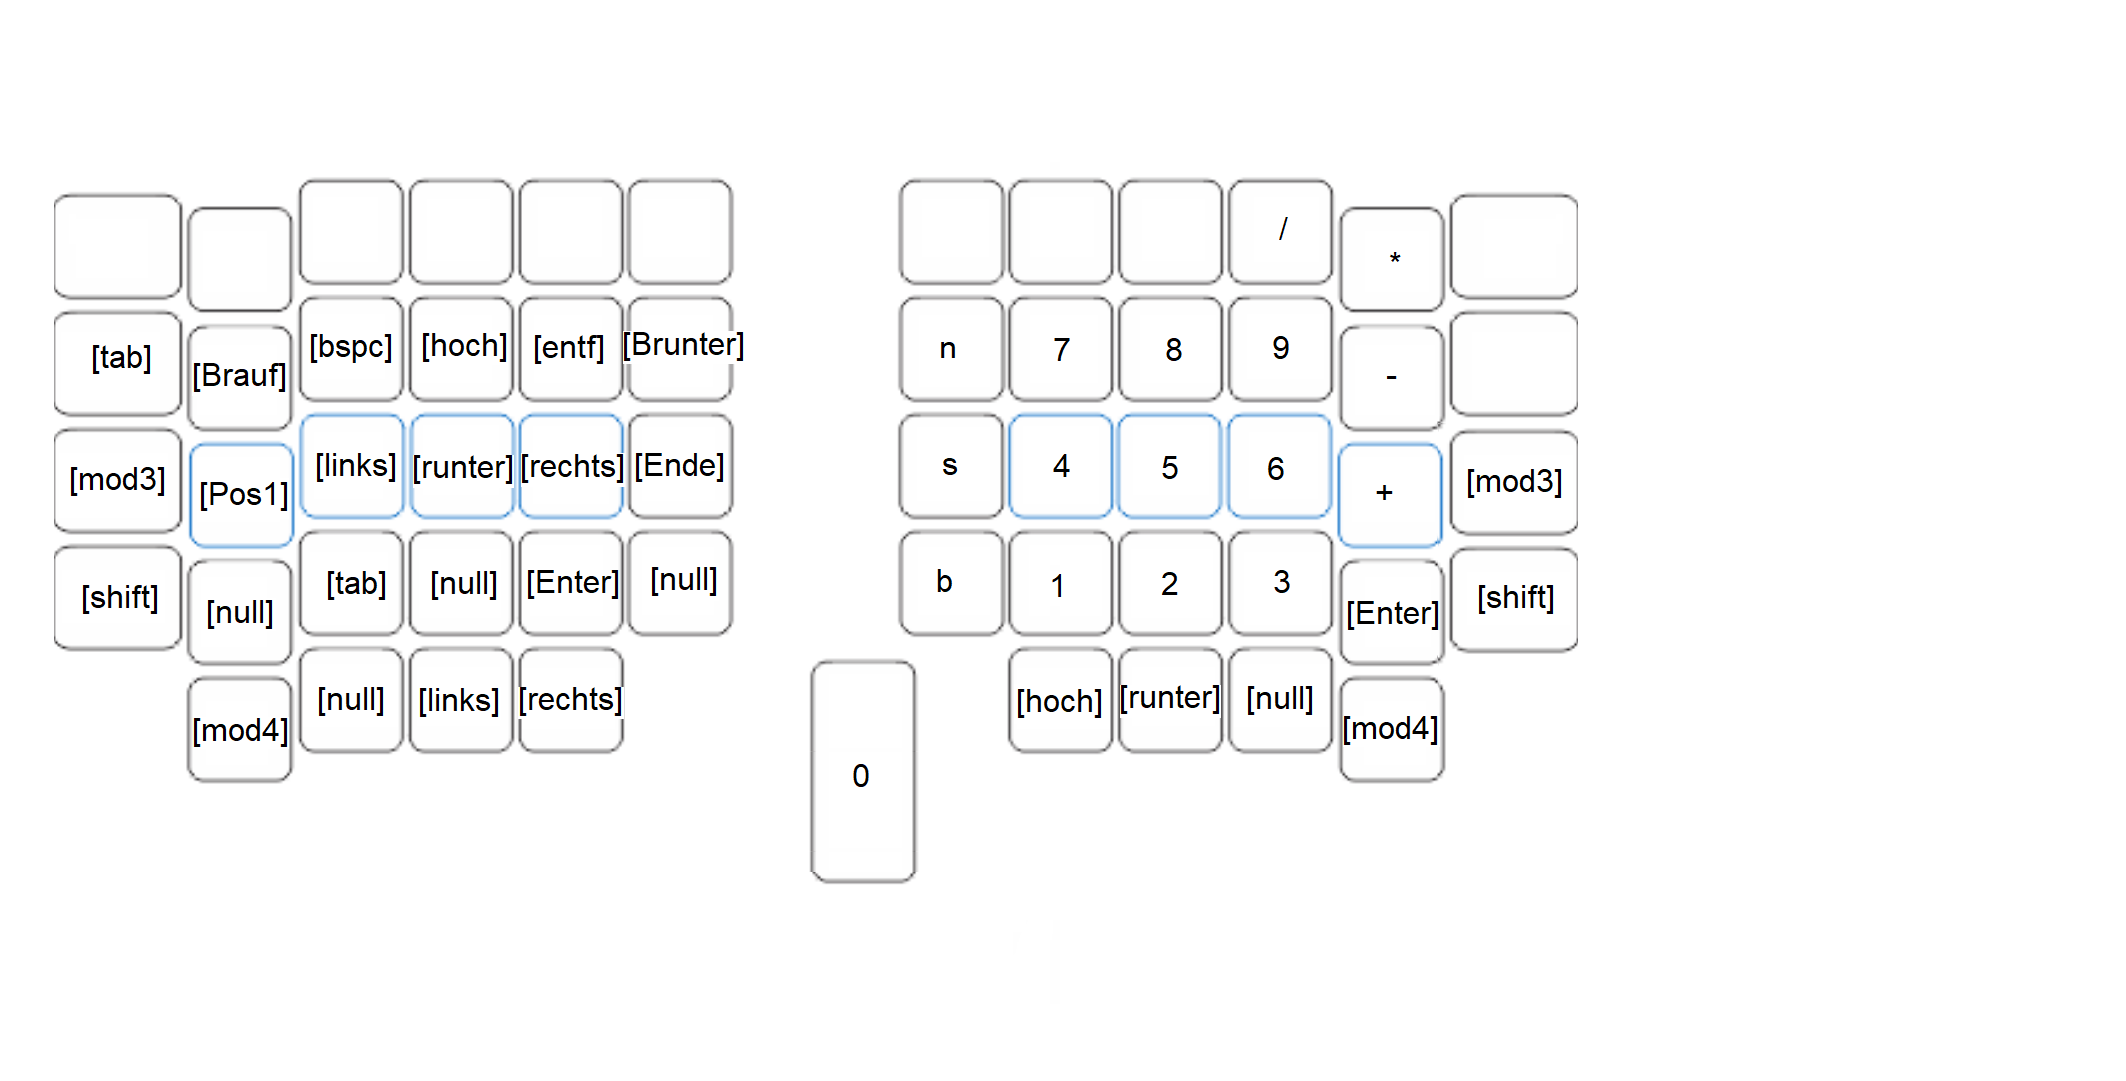 / *
[tab] [Brauf] [bspc] [hoch] [entf] [Brunter] n 7 8 9 -
[mod3] [Pos1] [links] [runter] [rechts] [Ende] s 4 5 6 + [mod3]
[shift] [null] [tab] [null] [Enter] [null] b 1 2 3 [Enter] [shift]
[mod4] [null] [links] [rechts] [hoch] [runter] [null] [mod4]
0